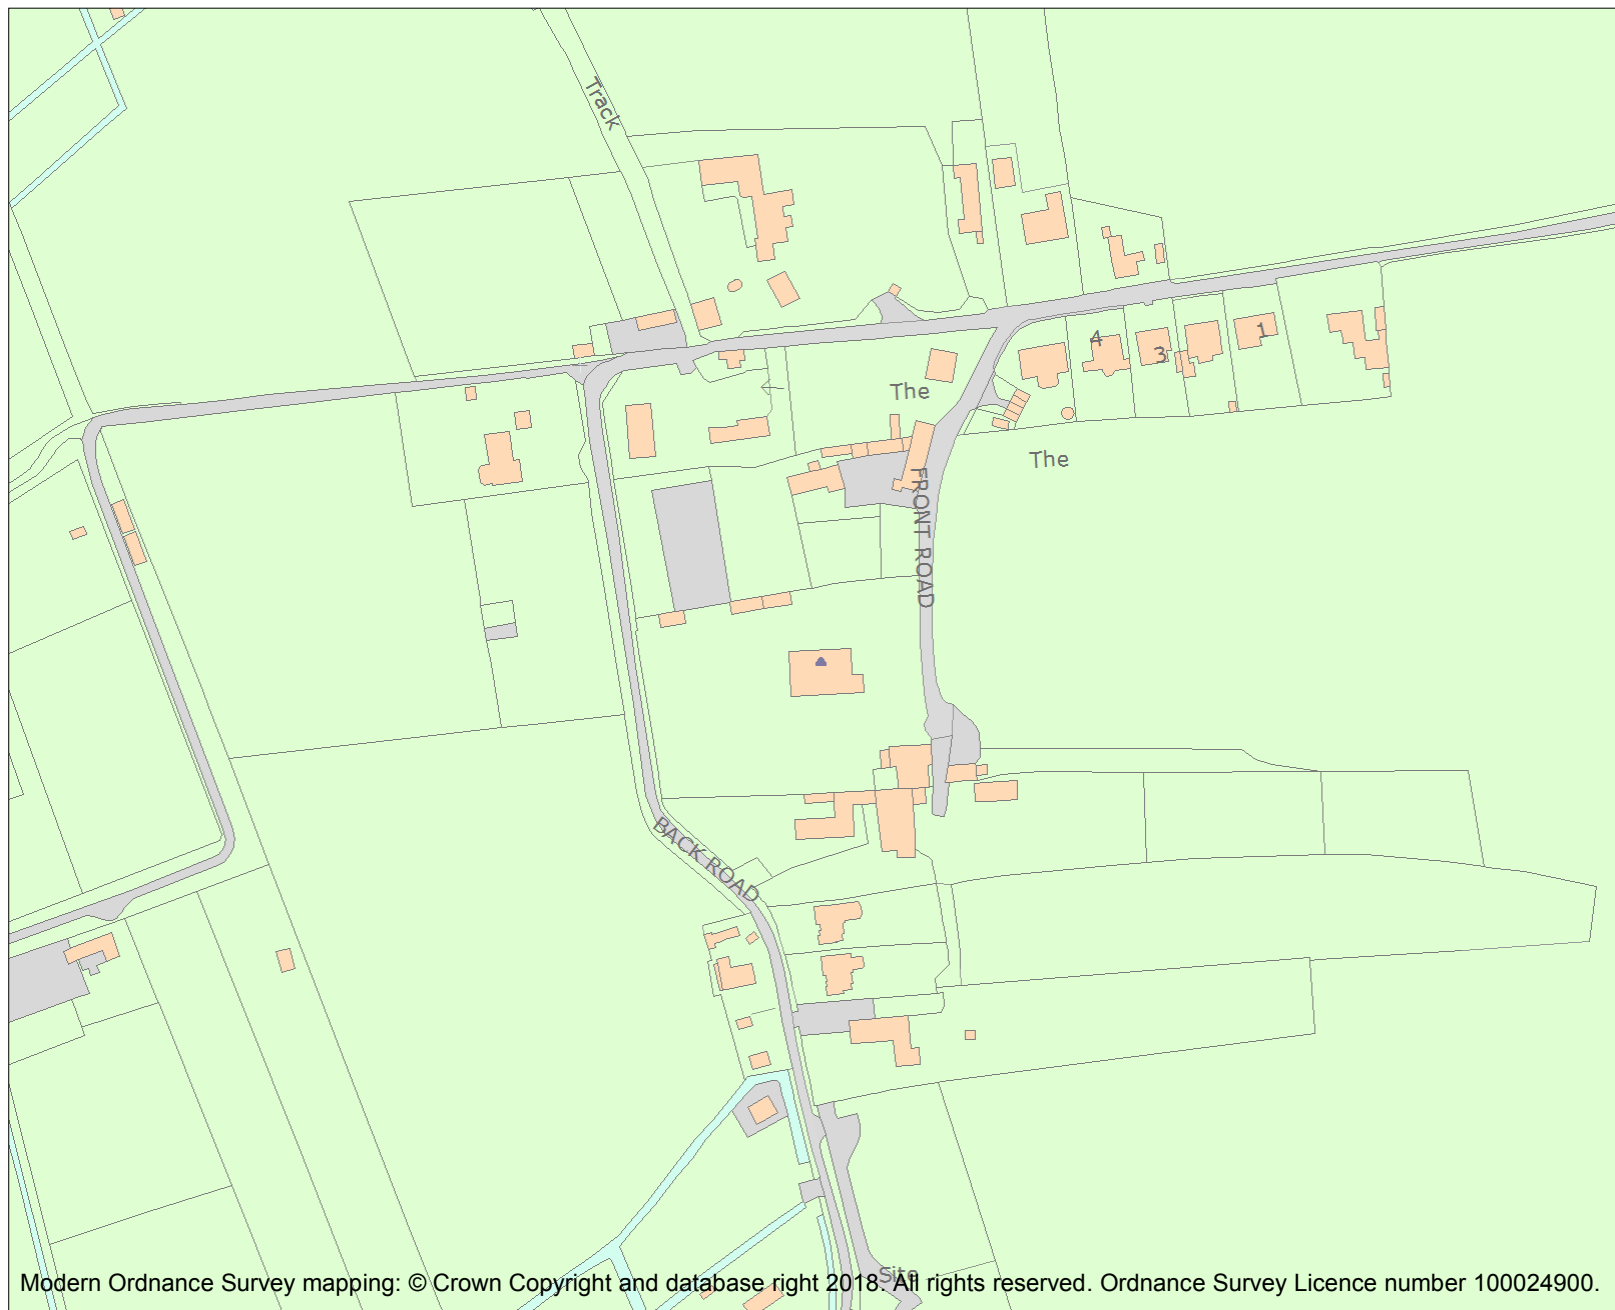 Track
4
3
1
The
The
FRONT ROAD
BACK ROAD
Site
Modern Ordnance Survey mapping: © Crown Copyright and database right 2018. All rights reserved. Ordnance Survey Licence number 100024900.